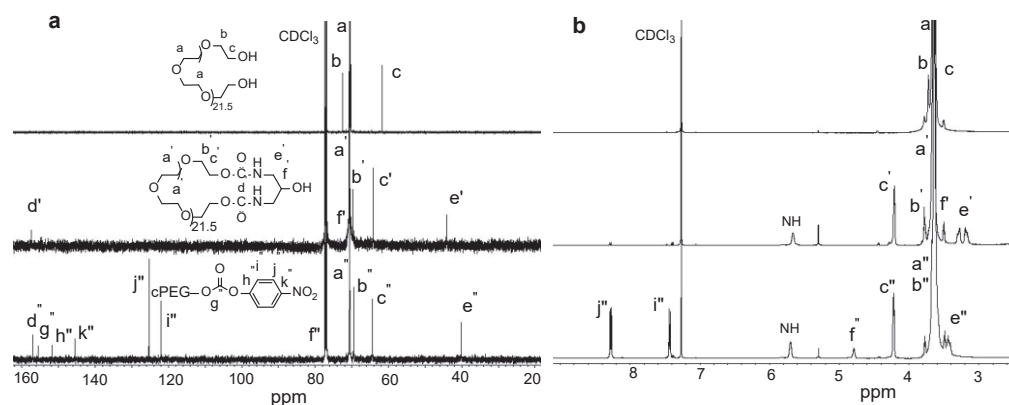 a
CDCl3
a
b
c
b
O
c
OH
a
O
a
OH
O
21.5
d'
a'
b'
c'
f'
e'
b'
O
c'
a'
O
O
C
H
N
e'
f'
a'
O
d
OH
H
N
O
O
C
O
21.5
d"
g"
h"
k"
j"
i"
f"
a"
b"
c"
e"
O
"i
j
cPEG
O
O
h"
k"
NO2
g"
160 140 120 100 80 60 40 20
ppm
b
CDCl3
a
b
c
a'
c'
b'
f'
e'
NH
a"
b"
c"
e"
j"
i"
NH
f"
8 7 6 5 4 3
ppm